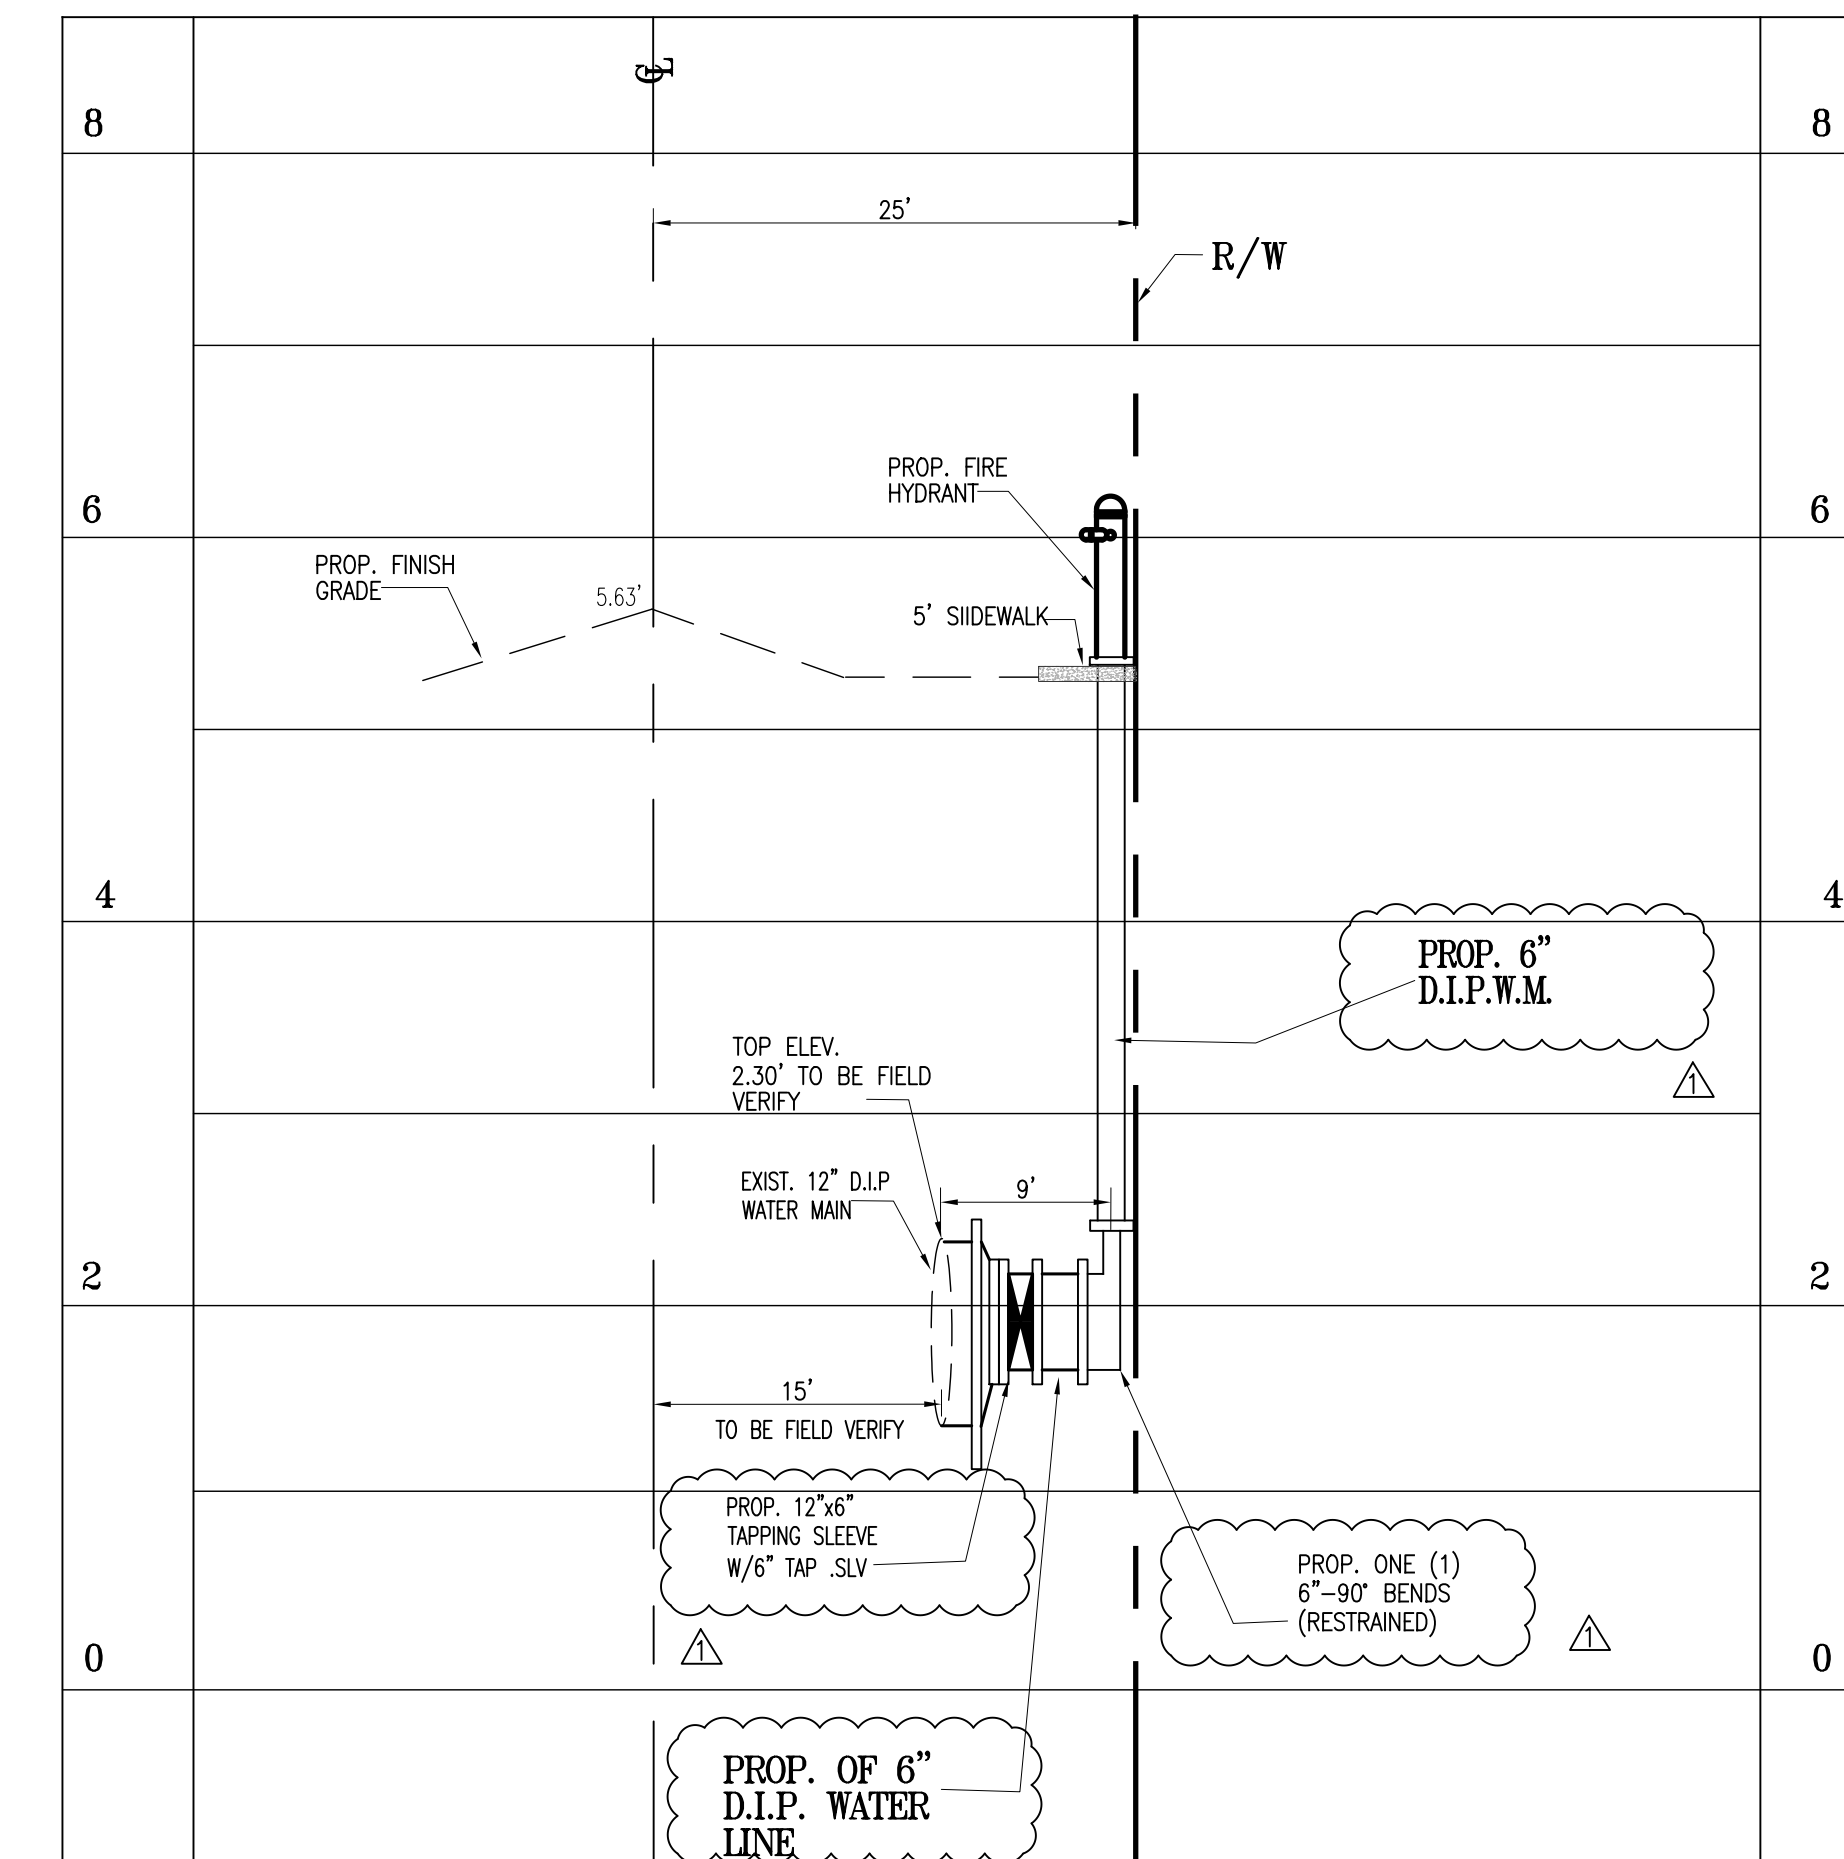 ℄
8
8
25'
R/W
PROP. FIRE
HYDRANT
6
6
PROP. FINISH
GRADE
5.63'
5' SIIDEWALK
4
4
PROP. 6"
D.I.P.W.M.
1
TOP ELEV.
2.30' TO BE FIELD
VERIFY
EXIST. 12" D.I.P
WATER MAIN
9'
2
2
15'
TO BE FIELD VERIFY
PROP. 12"x6"
TAPPING SLEEVE
W/6" TAP .SLV
1
PROP. ONE (1)
6"-90° BENDS
(RESTRAINED)
1
0
0
PROP. OF 6"
D.I.P. WATER
LINE